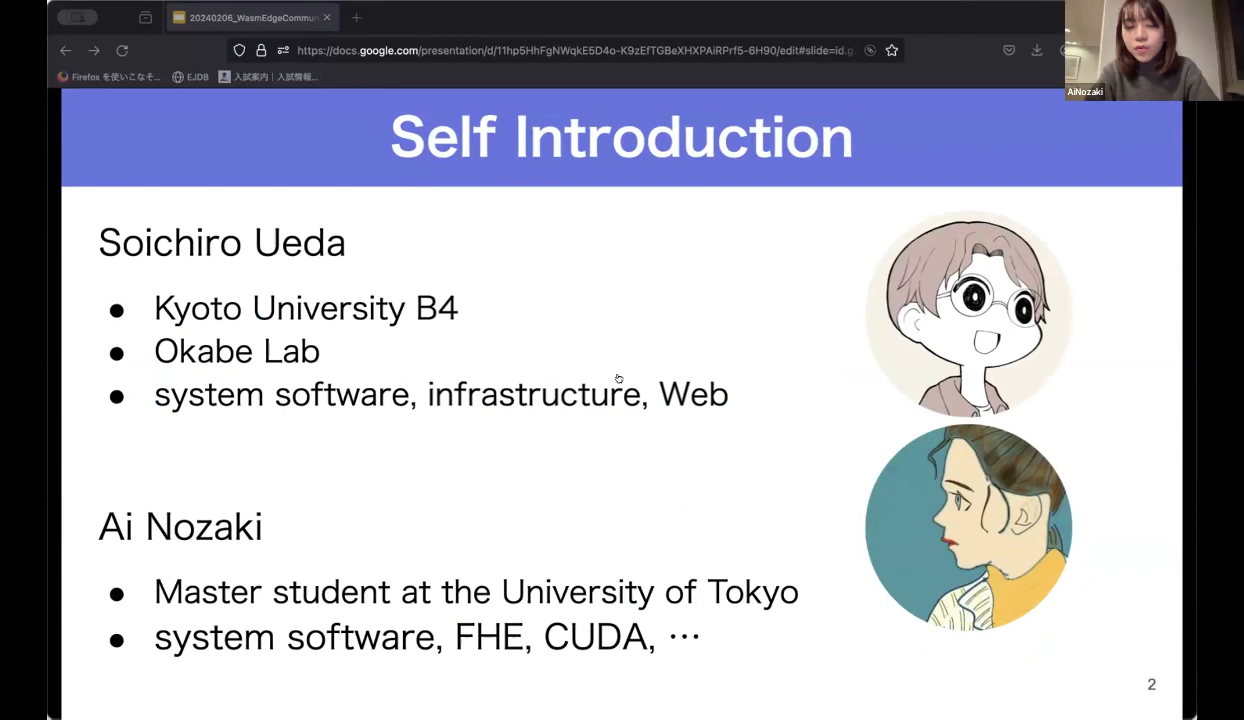 20240206_WasmEdgeCommun
https://docs.google.com/presentation/d/11hp5HhFgNWqkE5D4o-K9zEfTGBeXHXPAiRPrf5-6H90/edit#slide=id.g
Firefox を使いこなそ... EJDB 入試案内 | 入試情報...
AiNozaki
Self Introduction
Soichiro Ueda
● Kyoto University B4
● Okabe Lab
● system software, infrastructure, Web
Ai Nozaki
● Master student at the University of Tokyo
● system software, FHE, CUDA, …
2